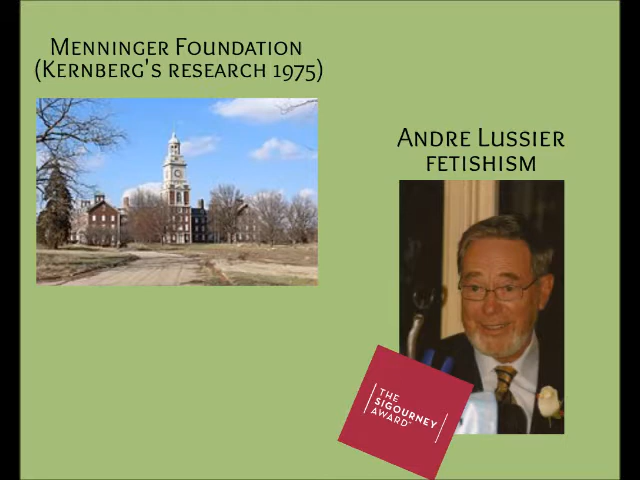 Menninger Foundation
(Kernberg's research 1975)
Andre Lussier
fetishism
THE
SIGOURNEY
AWARD